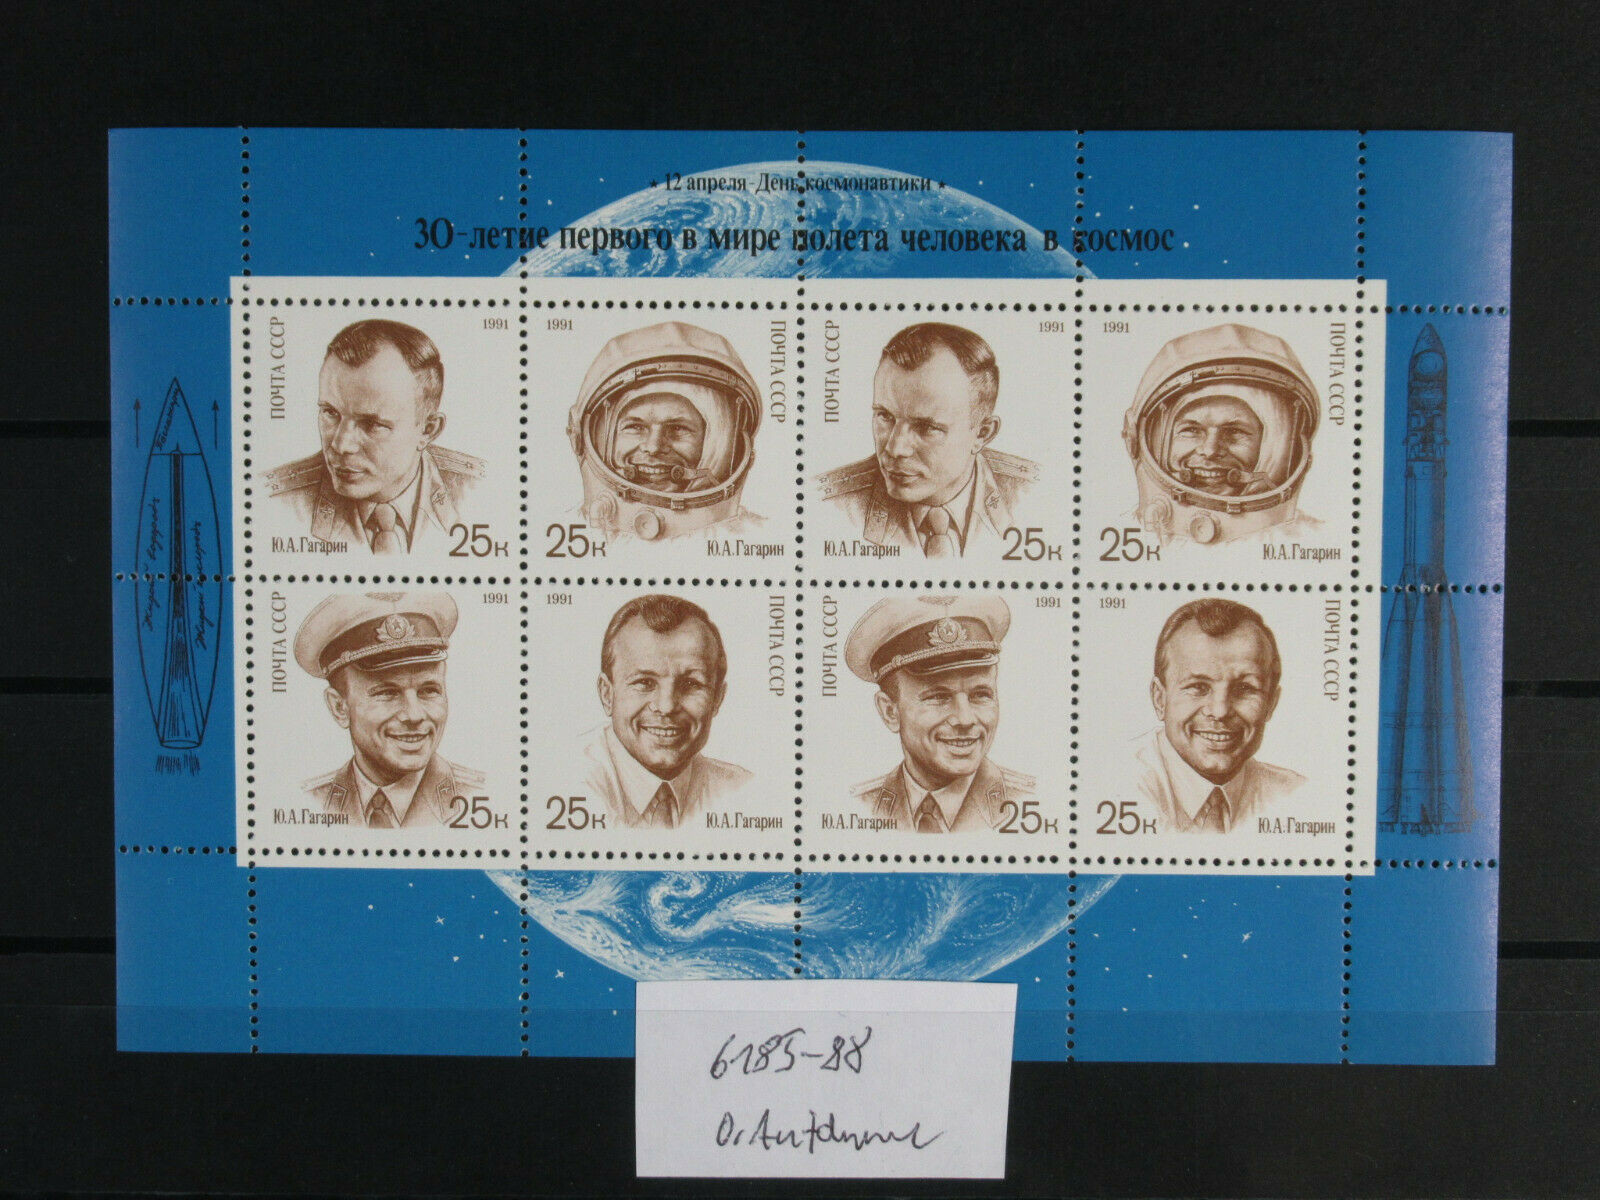 ★ 12 апреля-День космонавтики ★
30-летие первого в мире полета человека в космос
ПОЧТА СССР
1991
Ю.А.Гагарин
25к
1991
ПОЧТА СССР
25к
Ю.А.Гагарин
ПОЧТА СССР
1991
Ю.А.Гагарин
25к
1991
ПОЧТА СССР
25к
Ю.А.Гагарин
ПОЧТА СССР
1991
Ю.А.Гагарин
25к
1991
ПОЧТА СССР
25к
Ю.А.Гагарин
ПОЧТА СССР
1991
Ю.А.Гагарин
25к
1991
ПОЧТА СССР
25к
Ю.А.Гагарин
6185-88